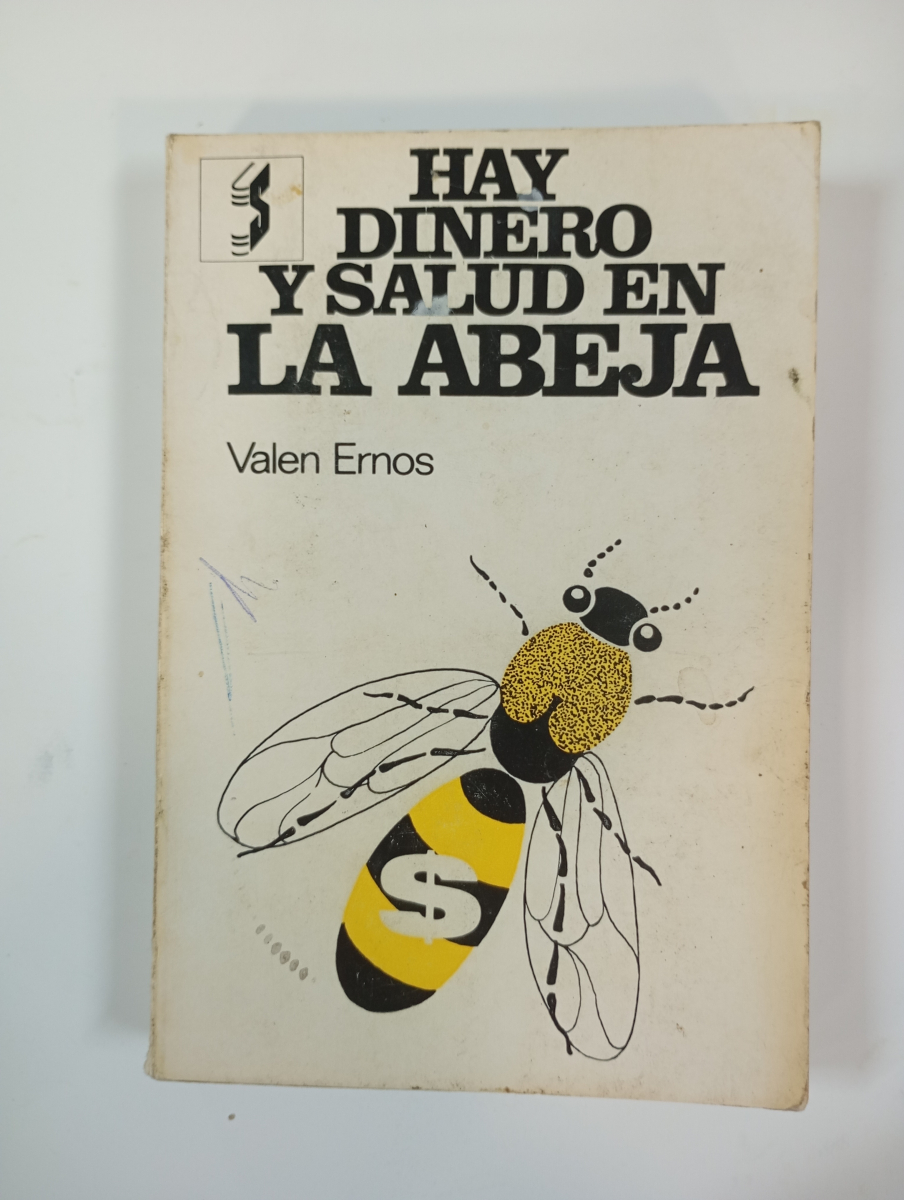 S
HAY
DINERO
Y SALUD EN
LA ABEJA
Valen Ernos
$